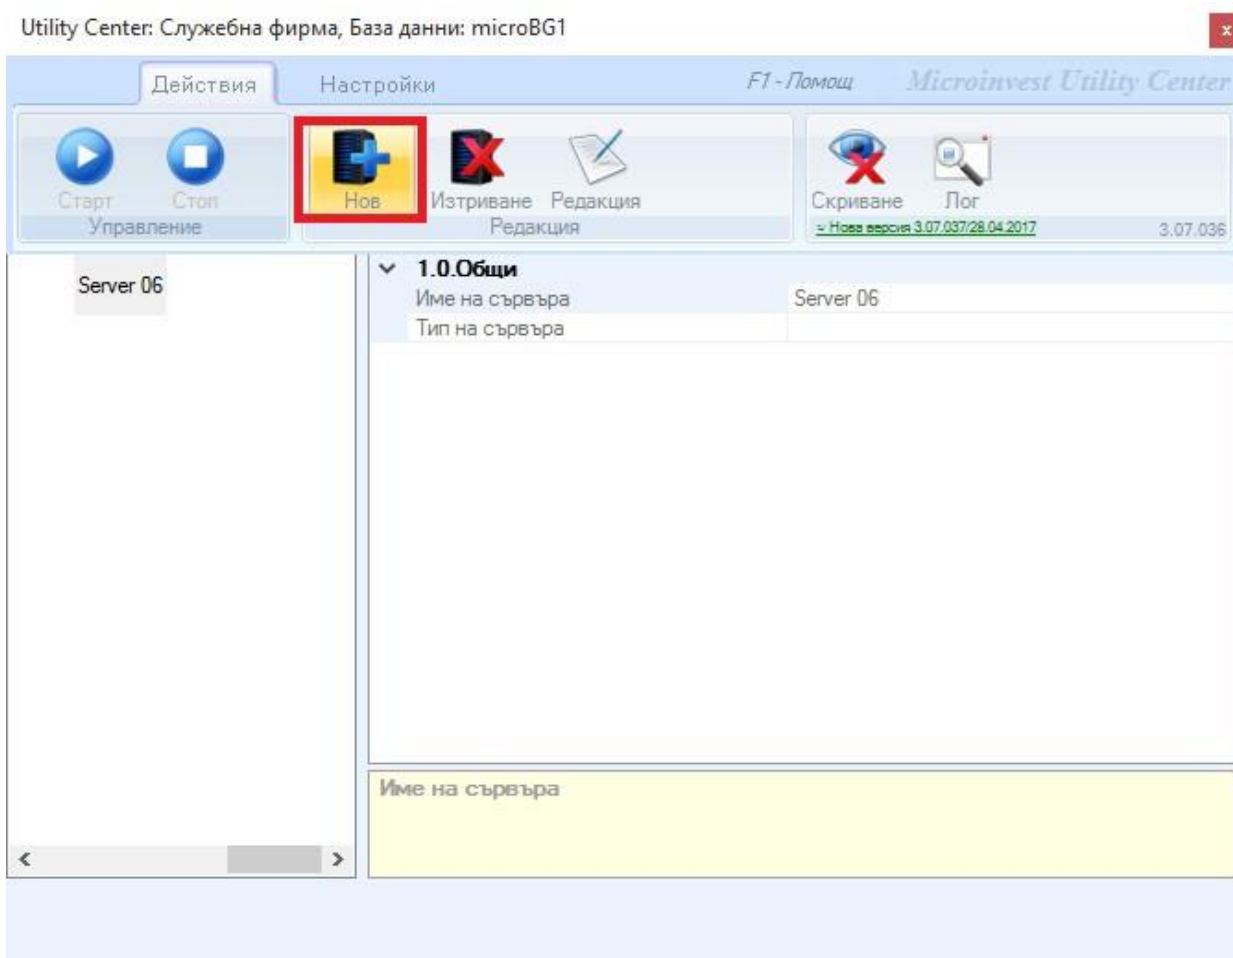 Utility Center: Служебна фирма, База данни: microBG1
x
Действия Настройки F1 - Помощ Microinvest Utility Center
Старт Стоп Нов Изтриване Редакция Скриване Лог
Управление Редакция Нова версия 3.07.037/28.04.2017 3.07.036
Server 06
1.0.Общи
Име на сървъра Server 06
Тип на сървъра
Име на сървъра